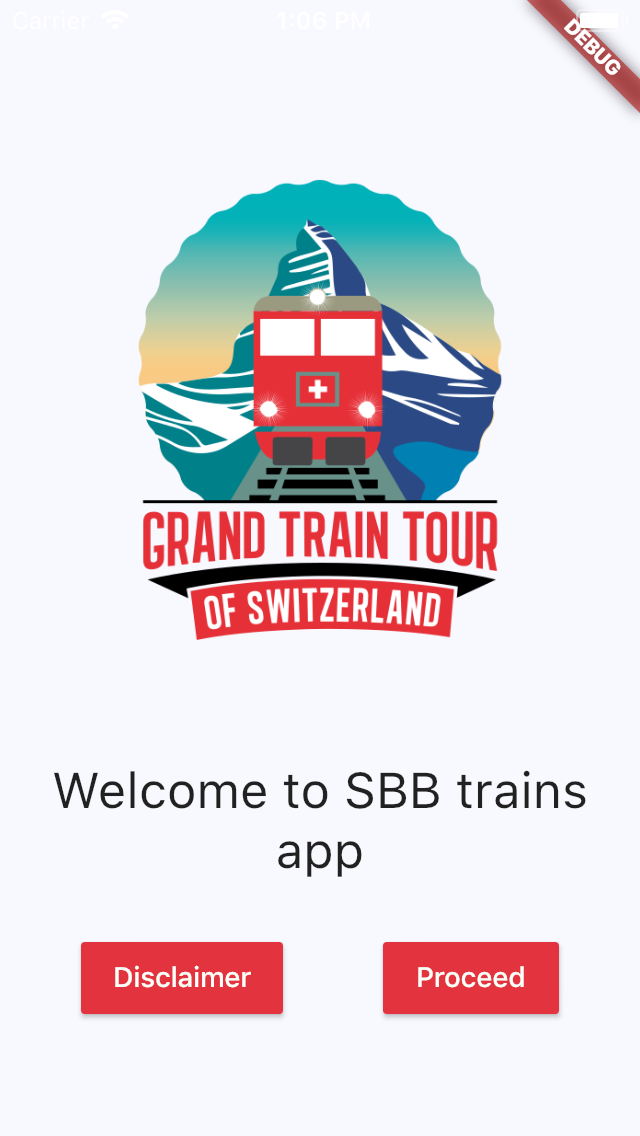 Carrier 1:06 PM
DEBUG
GRAND TRAIN TOUR
OF SWITZERLAND
Welcome to SBB trains
app
Disclaimer Proceed